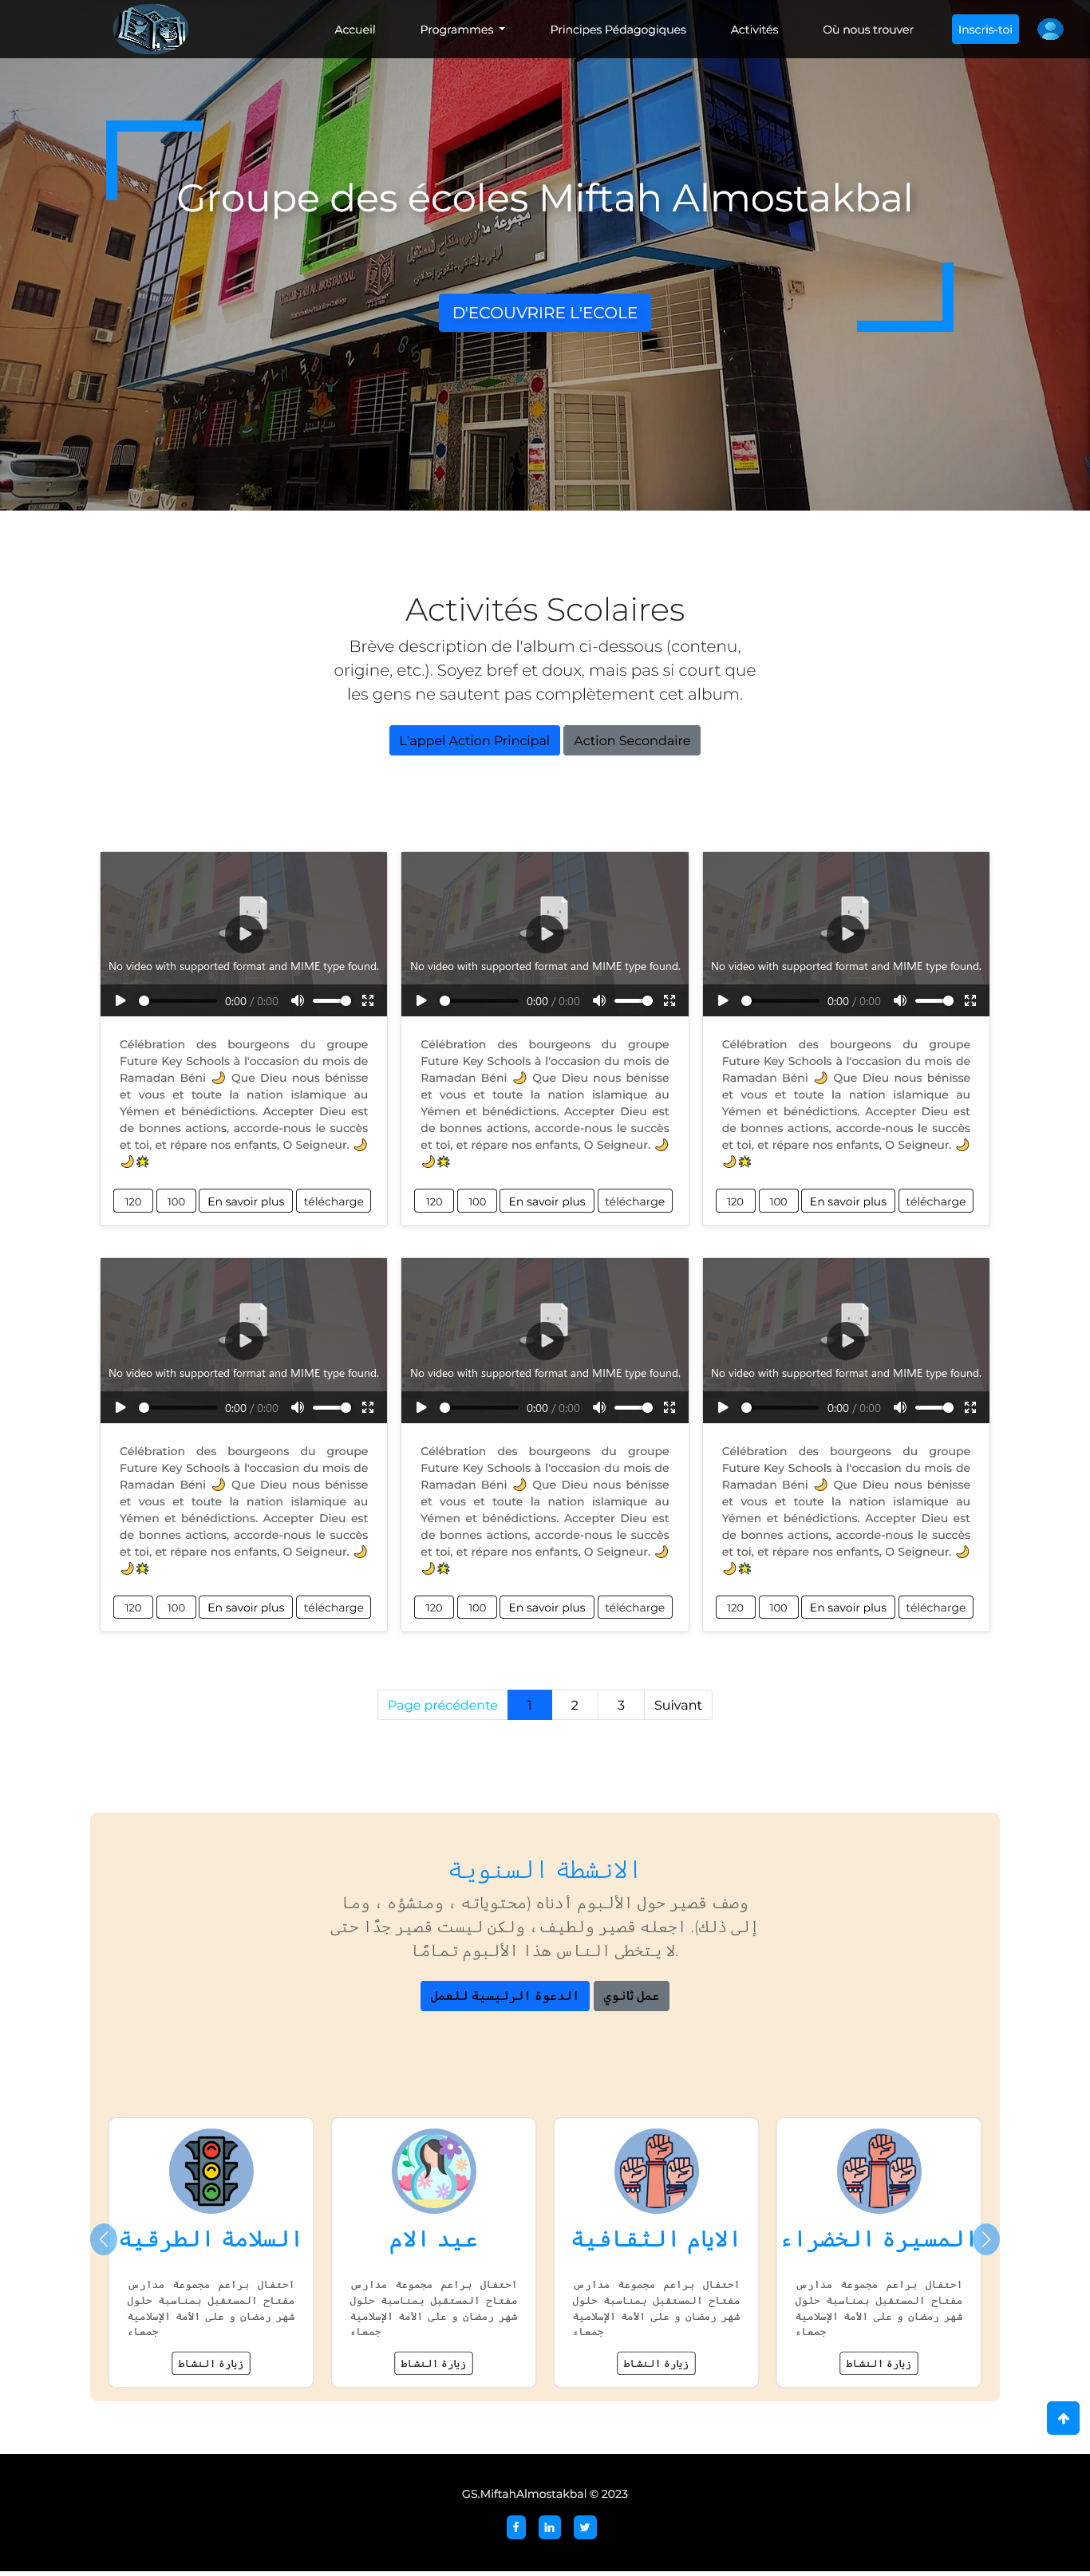 Accueil
Programmes
Principes Pédagogiques
Activités
Où nous trouver
Inscris-toi
Groupe des écoles Miftah Almostakbal
D'ECOUVRIRE L'ECOLE
Activités Scolaires
Brève description de l'album ci-dessous (contenu,
origine, etc.). Soyez bref et doux, mais pas si court que
les gens ne sautent pas complètement cet album.
L'appel Action Principal
Action Secondaire
No video with supported format and MIME type found.
0:00 / 0:00
Célébration des bourgeons du groupe
Future Key Schools à l'occasion du mois de
Ramadan Béni 🌙 Que Dieu nous bénisse
et vous et toute la nation islamique au
Yémen et bénédictions. Accepter Dieu est
de bonnes actions, accorde-nous le succès
et toi, et répare nos enfants, O Seigneur. 🌙
🌙🌟
120
100
En savoir plus
télécharge
No video with supported format and MIME type found.
0:00 / 0:00
Célébration des bourgeons du groupe
Future Key Schools à l'occasion du mois de
Ramadan Béni 🌙 Que Dieu nous bénisse
et vous et toute la nation islamique au
Yémen et bénédictions. Accepter Dieu est
de bonnes actions, accorde-nous le succès
et toi, et répare nos enfants, O Seigneur. 🌙
🌙🌟
120
100
En savoir plus
télécharge
No video with supported format and MIME type found.
0:00 / 0:00
Célébration des bourgeons du groupe
Future Key Schools à l'occasion du mois de
Ramadan Béni 🌙 Que Dieu nous bénisse
et vous et toute la nation islamique au
Yémen et bénédictions. Accepter Dieu est
de bonnes actions, accorde-nous le succès
et toi, et répare nos enfants, O Seigneur. 🌙
🌙🌟
120
100
En savoir plus
télécharge
No video with supported format and MIME type found.
0:00 / 0:00
Célébration des bourgeons du groupe
Future Key Schools à l'occasion du mois de
Ramadan Béni 🌙 Que Dieu nous bénisse
et vous et toute la nation islamique au
Yémen et bénédictions. Accepter Dieu est
de bonnes actions, accorde-nous le succès
et toi, et répare nos enfants, O Seigneur. 🌙
🌙🌟
120
100
En savoir plus
télécharge
No video with supported format and MIME type found.
0:00 / 0:00
Célébration des bourgeons du groupe
Future Key Schools à l'occasion du mois de
Ramadan Béni 🌙 Que Dieu nous bénisse
et vous et toute la nation islamique au
Yémen et bénédictions. Accepter Dieu est
de bonnes actions, accorde-nous le succès
et toi, et répare nos enfants, O Seigneur. 🌙
🌙🌟
120
100
En savoir plus
télécharge
No video with supported format and MIME type found.
0:00 / 0:00
Célébration des bourgeons du groupe
Future Key Schools à l'occasion du mois de
Ramadan Béni 🌙 Que Dieu nous bénisse
et vous et toute la nation islamique au
Yémen et bénédictions. Accepter Dieu est
de bonnes actions, accorde-nous le succès
et toi, et répare nos enfants, O Seigneur. 🌙
🌙🌟
120
100
En savoir plus
télécharge
Page précédente
1
2
3
Suivant
الانشطة السنوية
وصف قصير حول الألبوم أدناه (محتوياته ، ومنشؤه ، وما
إلى ذلك). اجعله قصير ولطيف، ولكن ليست قصير جدًا حتى
لا يتخطى الناس هذا الألبوم تمامًا.
الدعوة الرئيسية للعمل
عمل ثانوي
السلامة الطرقية
احتفال براعم مجموعة مدارس
مفتاح المستقبل بمناسبة حلول
شهر رمضان و على الأمة الإسلامية
جمعاء
زيارة النشاط
عيد الام
احتفال براعم مجموعة مدارس
مفتاح المستقبل بمناسبة حلول
شهر رمضان و على الأمة الإسلامية
جمعاء
زيارة النشاط
الايام الثقافية
احتفال براعم مجموعة مدارس
مفتاح المستقبل بمناسبة حلول
شهر رمضان و على الأمة الإسلامية
جمعاء
زيارة النشاط
المسيرة الخضراء
احتفال براعم مجموعة مدارس
مفتاح المستقبل بمناسبة حلول
شهر رمضان و على الأمة الإسلامية
جمعاء
زيارة النشاط
GS.MiftahAlmostakbal © 2023